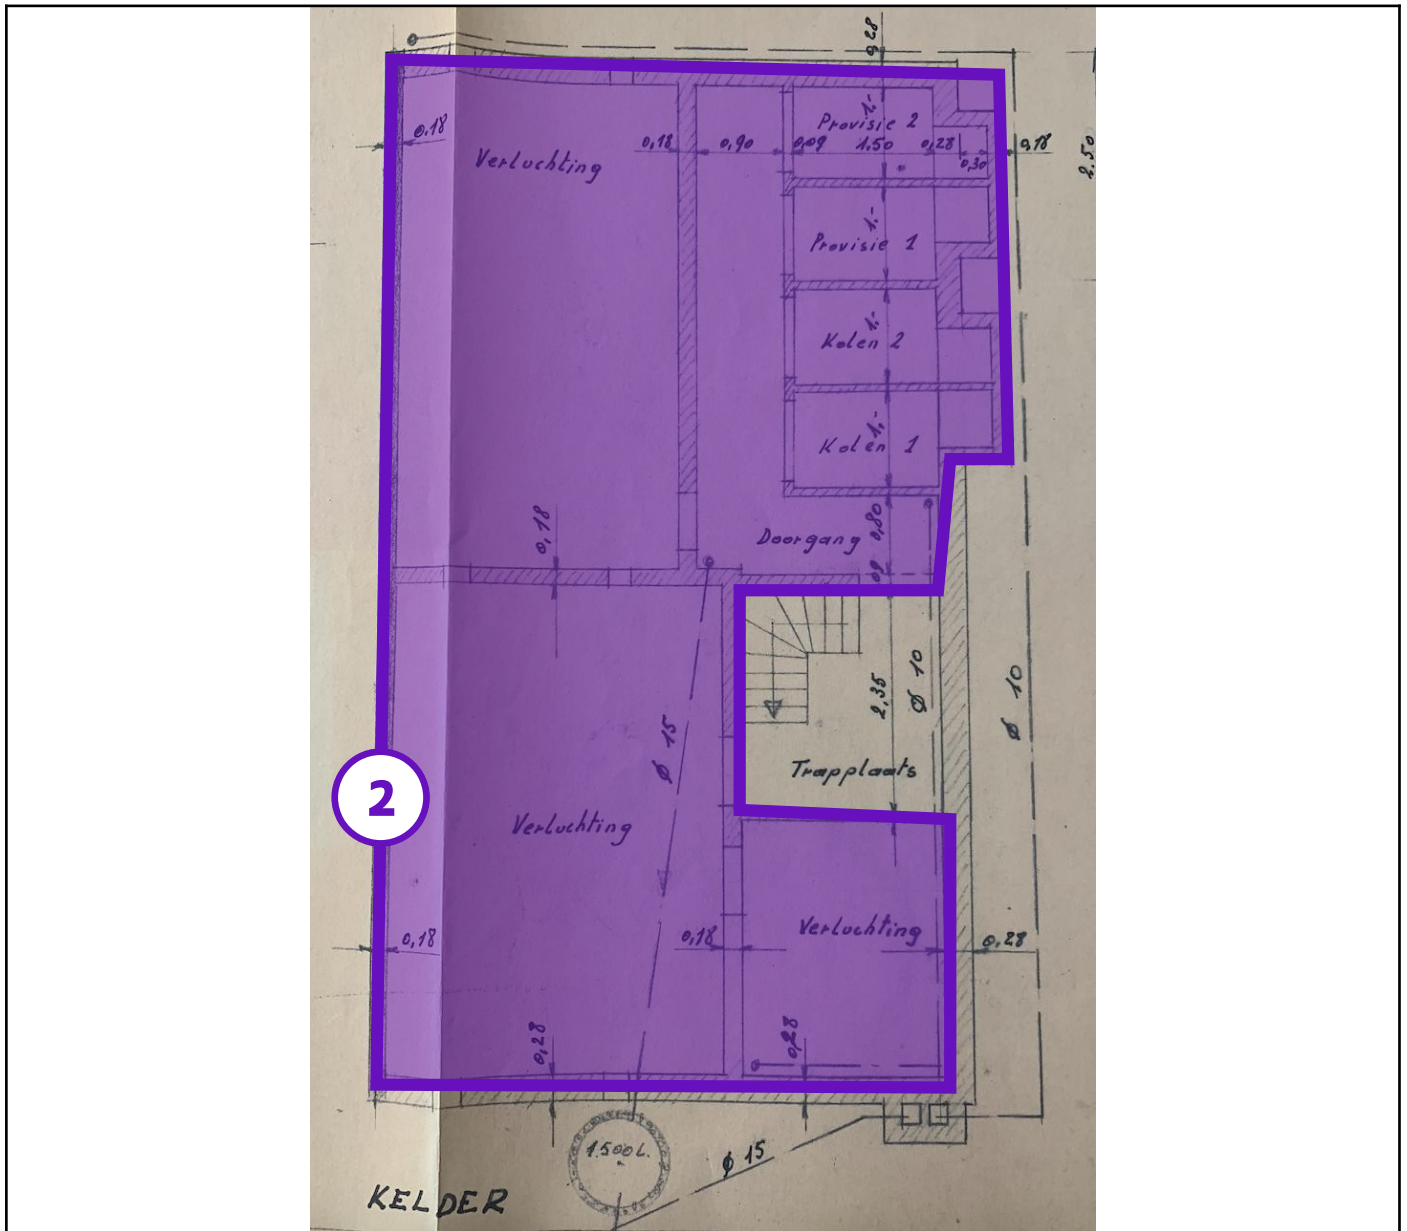 0,28
0,18
Verluchting
0,18
0,90
0,09
Provisie 2
1.-
1.50
0,28
0,30
0,18
2.50
1.-
Provisie 1
1.-
Kolen 2
1,-
Kolen 1
0,18
Doorgang
0,80
09
Ø 15
2,35
Ø 10
Ø 10
Trapplaats
2
Verluchting
Verluchting
0,18
0,18
0,28
0,28
0,28
1.500L.
Ø 15
KELDER